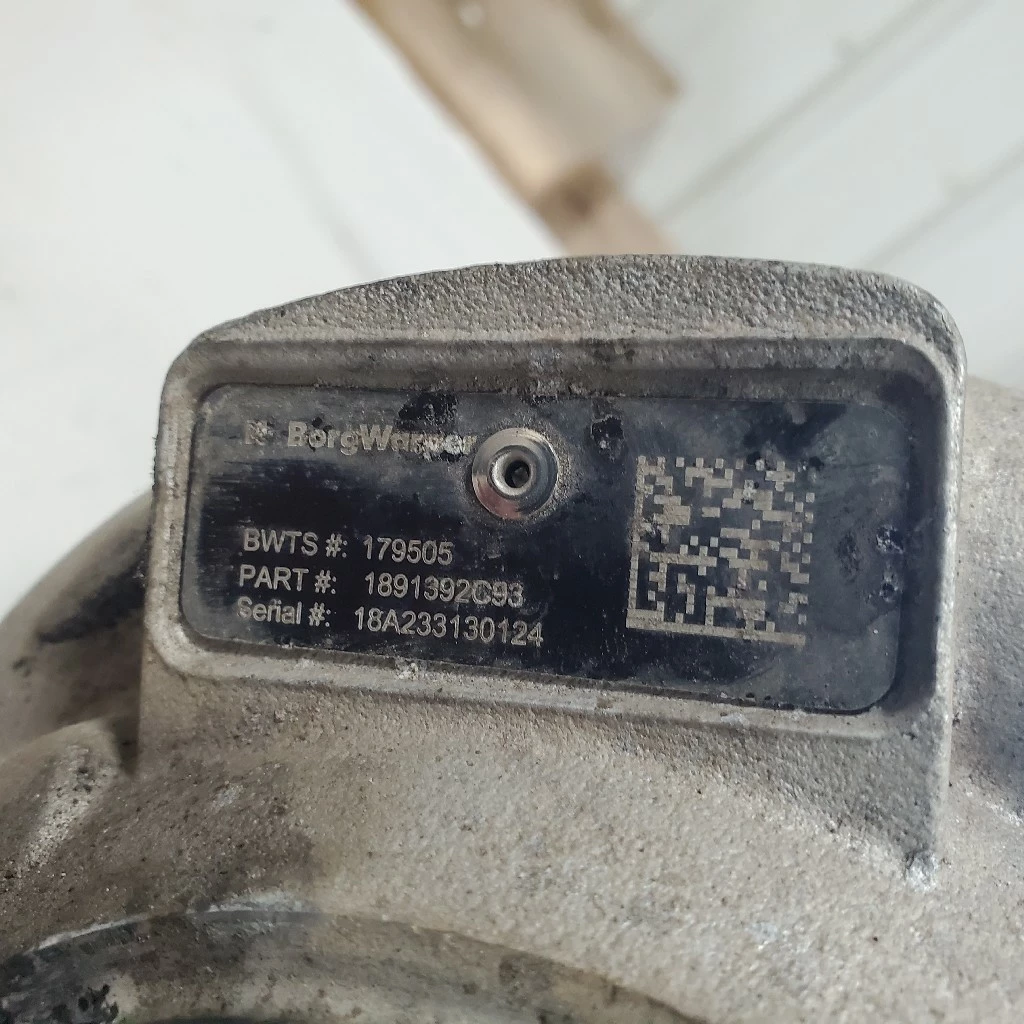 BorgWarner
BWTS #: 179505
PART #: 1891392C93
Serial #: 18A233130124